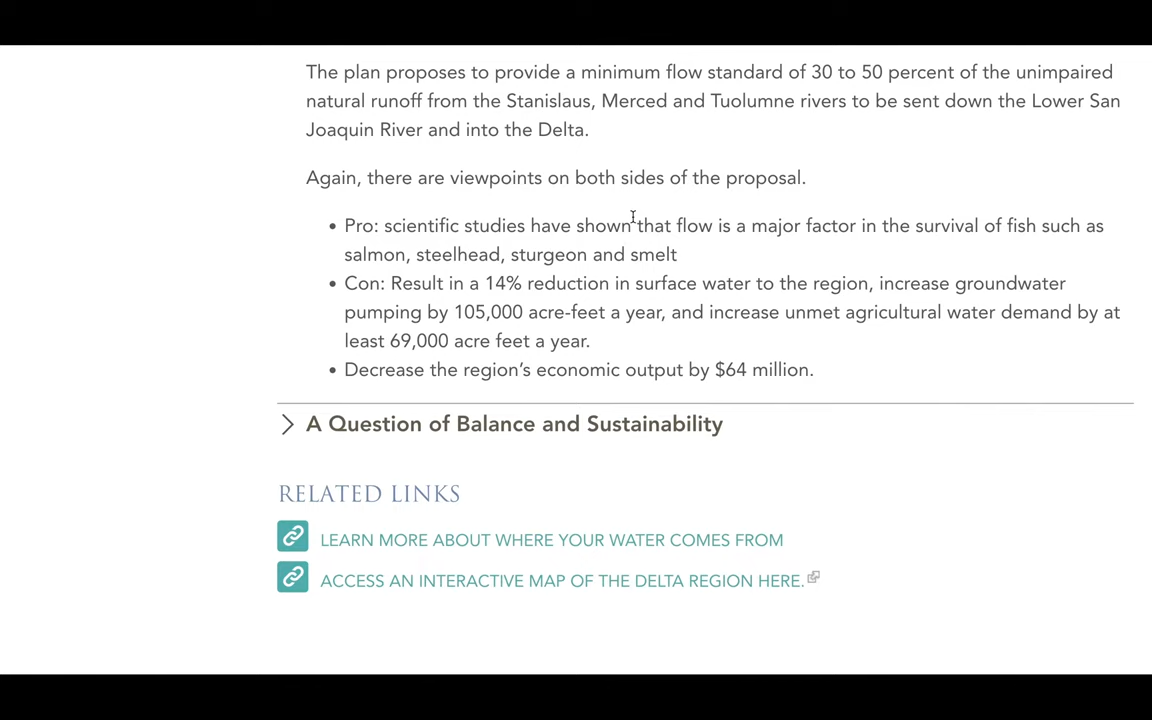 The plan proposes to provide a minimum flow standard of 30 to 50 percent of the unimpaired
natural runoff from the Stanislaus, Merced and Tuolumne rivers to be sent down the Lower San
Joaquin River and into the Delta.
Again, there are viewpoints on both sides of the proposal.
• Pro: scientific studies have shown that flow is a major factor in the survival of fish such as
salmon, steelhead, sturgeon and smelt
• Con: Result in a 14% reduction in surface water to the region, increase groundwater
pumping by 105,000 acre-feet a year, and increase unmet agricultural water demand by at
least 69,000 acre feet a year.
• Decrease the region's economic output by $64 million.
A Question of Balance and Sustainability
RELATED LINKS
LEARN MORE ABOUT WHERE YOUR WATER COMES FROM
ACCESS AN INTERACTIVE MAP OF THE DELTA REGION HERE.